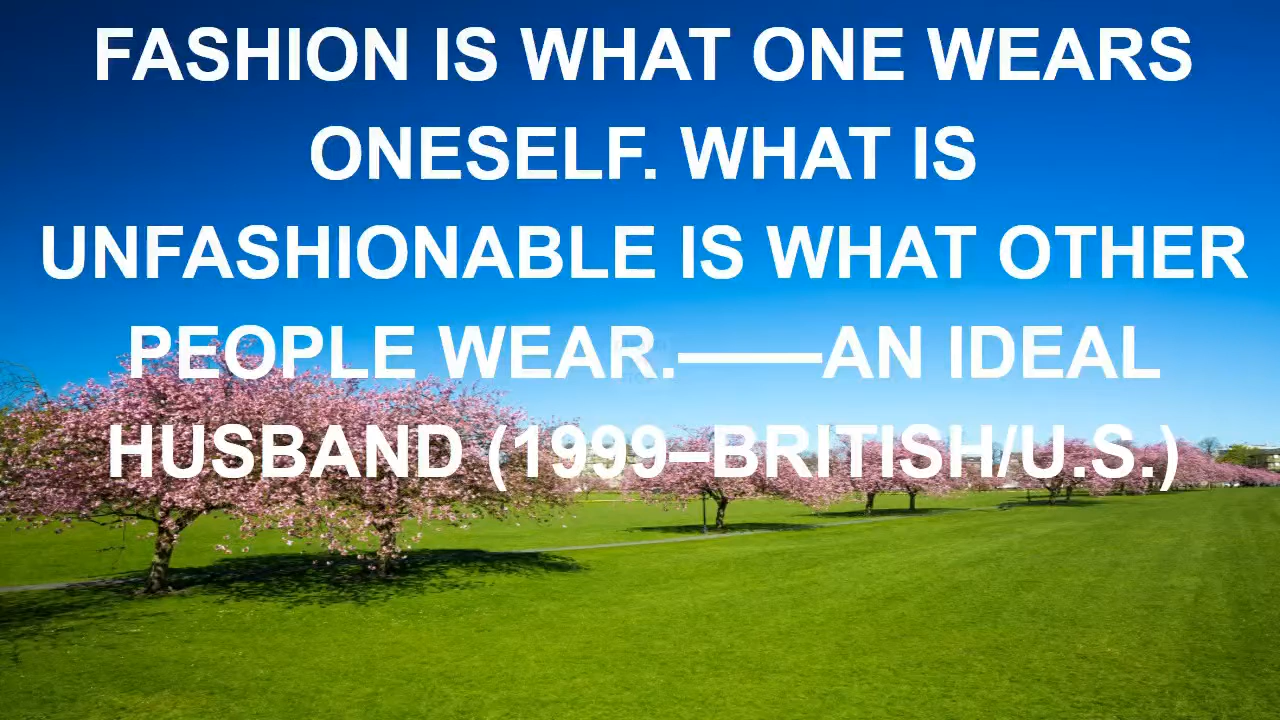 FASHION IS WHAT ONE WEARS
ONESELF. WHAT IS
UNFASHIONABLE IS WHAT OTHER
PEOPLE WEAR.——AN IDEAL
HUSBAND (1999–BRITISH/U.S.)